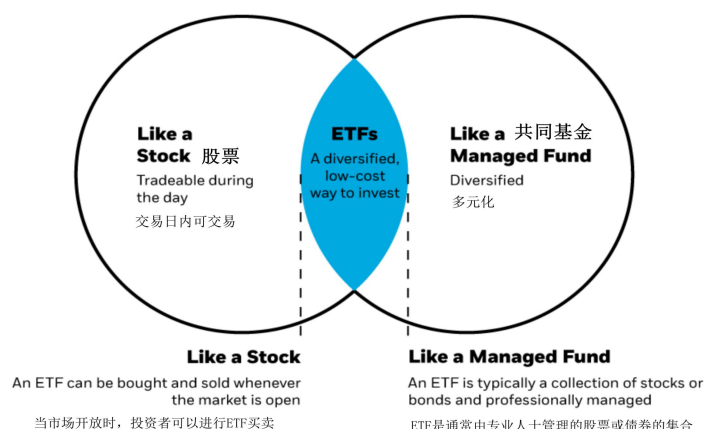 Like a
Stock 股票
Tradeable during
the day
交易日内可交易
ETFs
A diversified,
low-cost
way to invest
Like a 共同基金
Managed Fund
Diversified
多元化
Like a Stock
An ETF can be bought and sold whenever
the market is open
当市场开放时，投资者可以进行ETF买卖
Like a Managed Fund
An ETF is typically a collection of stocks or
bonds and professionally managed
ETF是通常由专业人士管理的股票或债券的集合